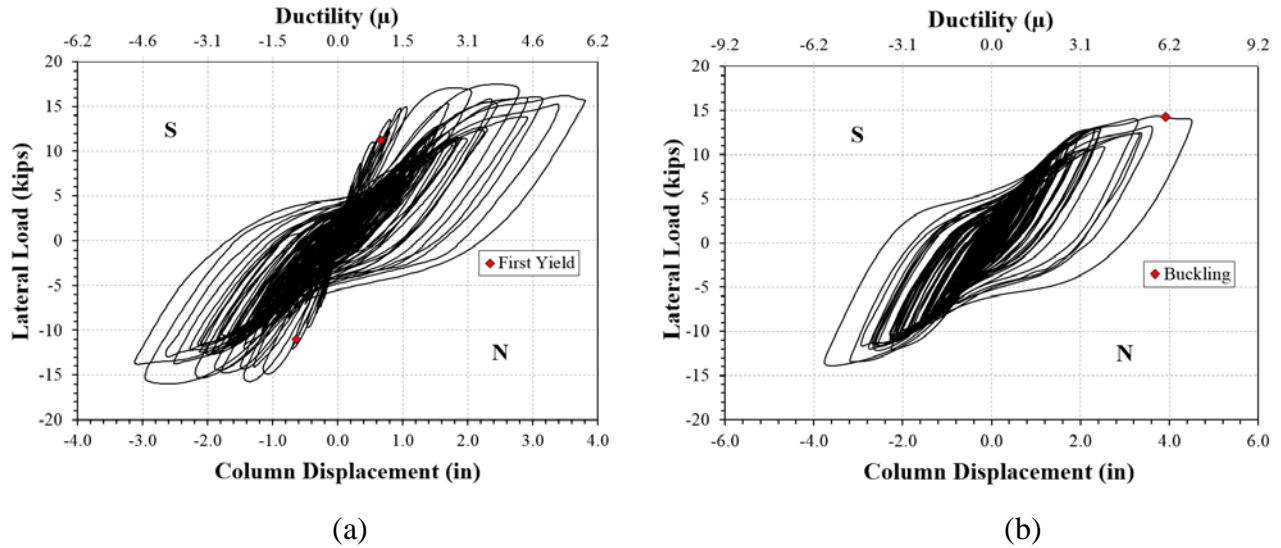 Ductility (μ)
-6.2 -4.6 -3.1 -1.5 0.0 1.5 3.1 4.6 6.2
20
15
10
5
0
-5
-10
-15
-20
Lateral Load (kips)
S
First Yield
N
-4.0 -3.0 -2.0 -1.0 0.0 1.0 2.0 3.0 4.0
Column Displacement (in)
(a)
Ductility (μ)
-9.2 -6.2 -3.1 0.0 3.1 6.2 9.2
20
15
10
5
0
-5
-10
-15
-20
Lateral Load (kips)
S
Buckling
N
-6.0 -4.0 -2.0 0.0 2.0 4.0 6.0
Column Displacement (in)
(b)